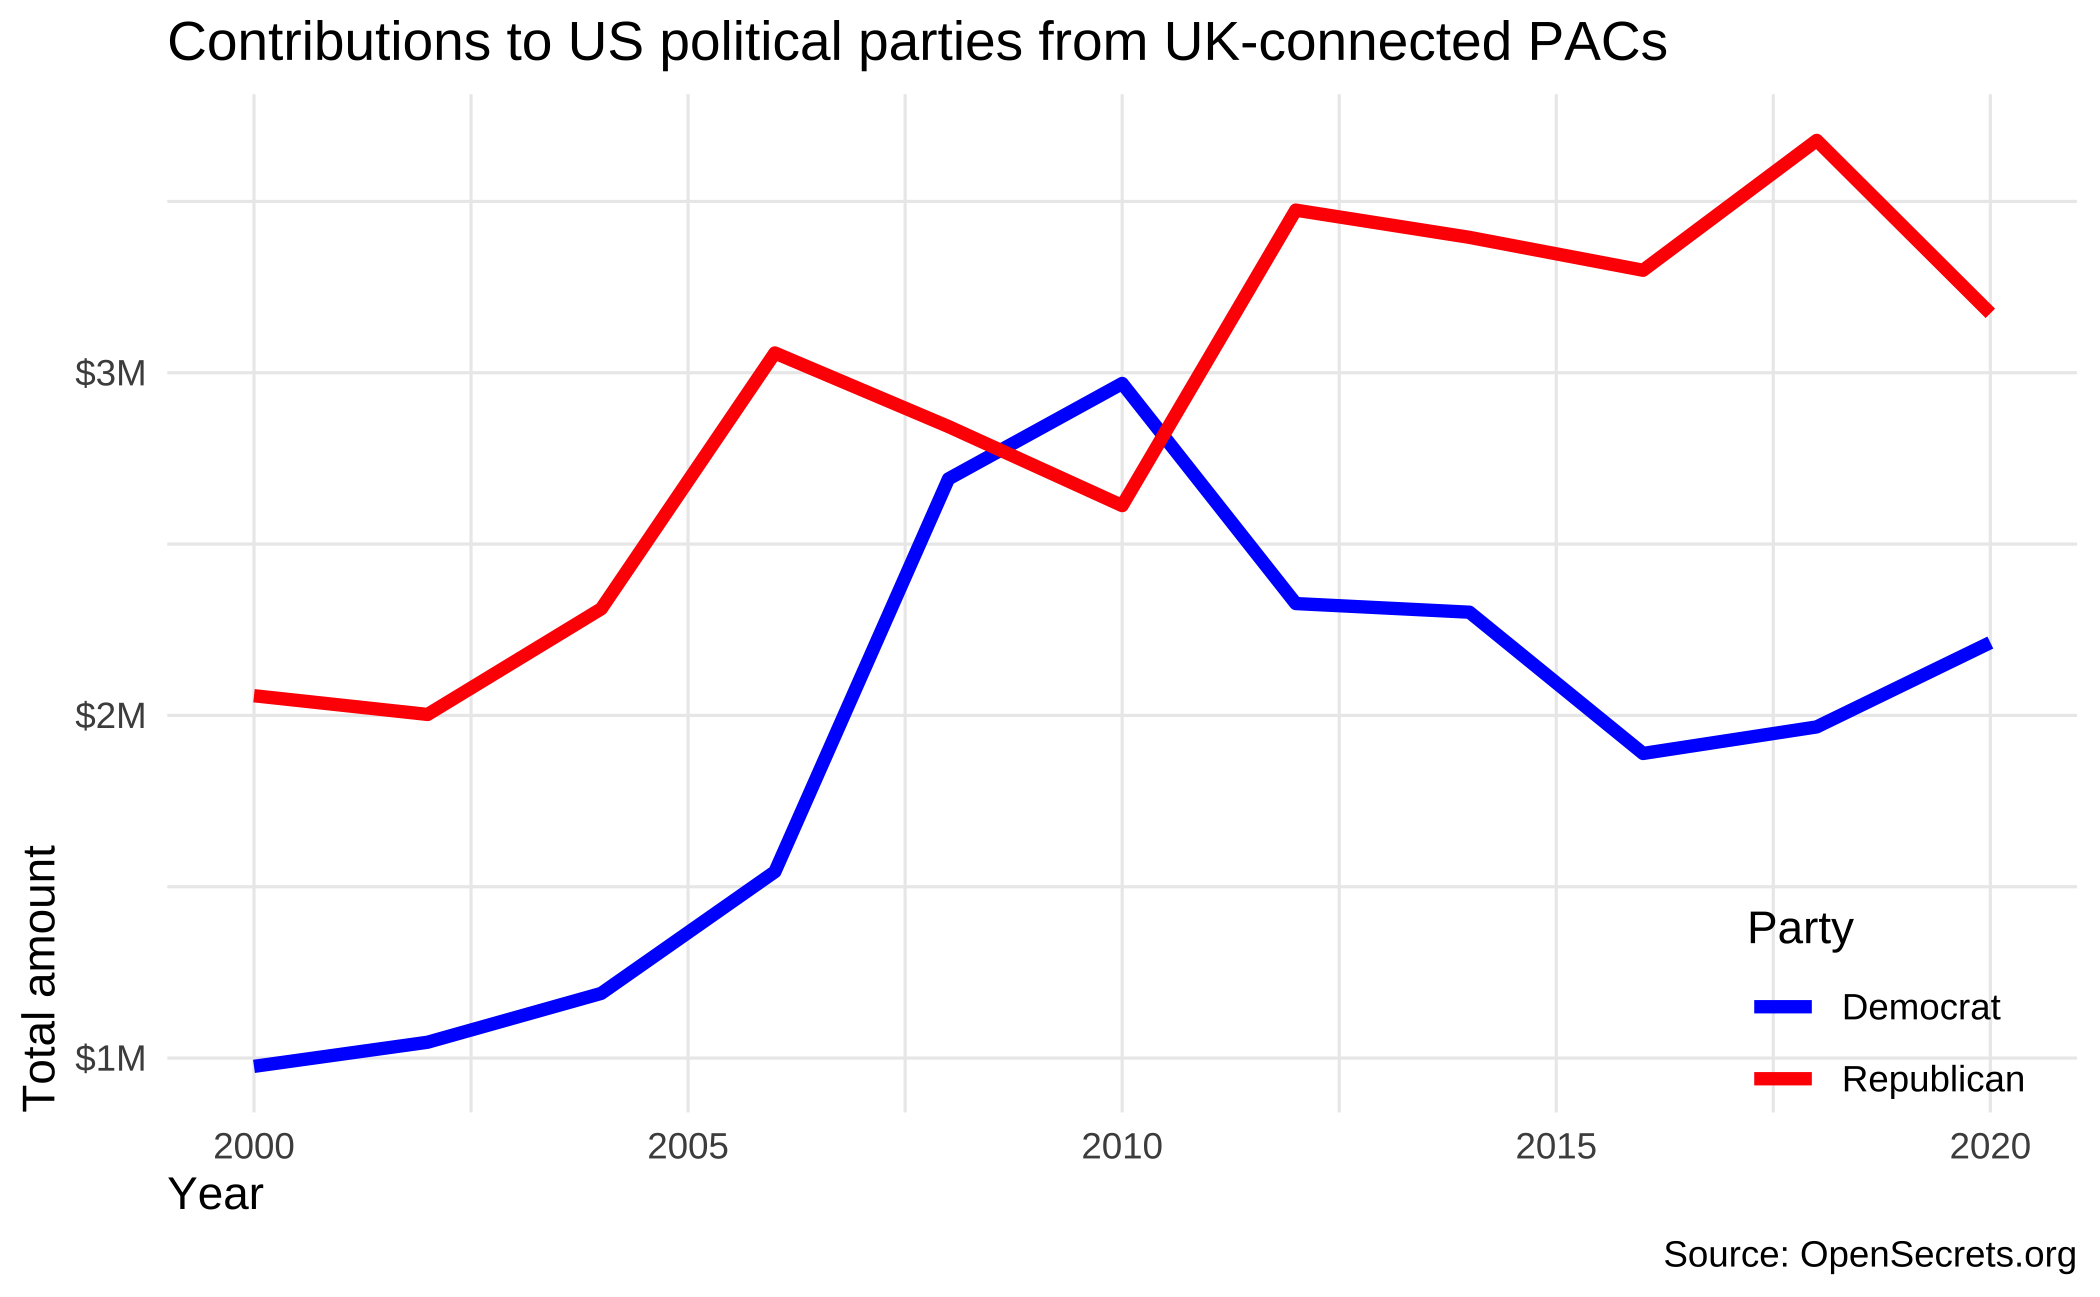 Contributions to US political parties from UK-connected PACs
$3M
$2M
$1M
Total amount
Party
Democrat
Republican
2000 2005 2010 2015 2020
Year
Source: OpenSecrets.org